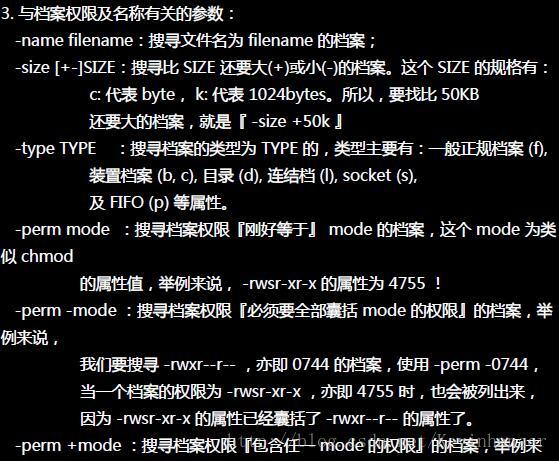 3. 与档案权限及名称有关的参数：
-name filename：搜寻文件名为 filename 的档案；
-size [+-]SIZE：搜寻比 SIZE 还要大(+)或小(-)的档案。这个 SIZE 的规格有：
c: 代表 byte， k: 代表 1024bytes。所以，要找比 50KB
还要大的档案，就是『 -size +50k 』
-type TYPE ：搜寻档案的类型为 TYPE 的，类型主要有：一般正规档案 (f),
装置档案 (b, c), 目录 (d), 连结档 (l), socket (s),
及 FIFO (p) 等属性。
-perm mode ：搜寻档案权限『刚好等于』 mode 的档案，这个 mode 为类
似 chmod
的属性值，举例来说， -rwsr-xr-x 的属性为 4755 ！
-perm -mode ：搜寻档案权限『必须要全部囊括 mode 的权限』的档案，举
例来说，
我们要搜寻 -rwxr--r-- ，亦即 0744 的档案，使用 -perm -0744，
当一个档案的权限为 -rwsr-xr-x ，亦即 4755 时，也会被列出来，
因为 -rwsr-xr-x 的属性已经囊括了 -rwxr--r-- 的属性了。
-perm +mode ：搜寻档案权限『包含任一 mode 的权限』的档案，举例来